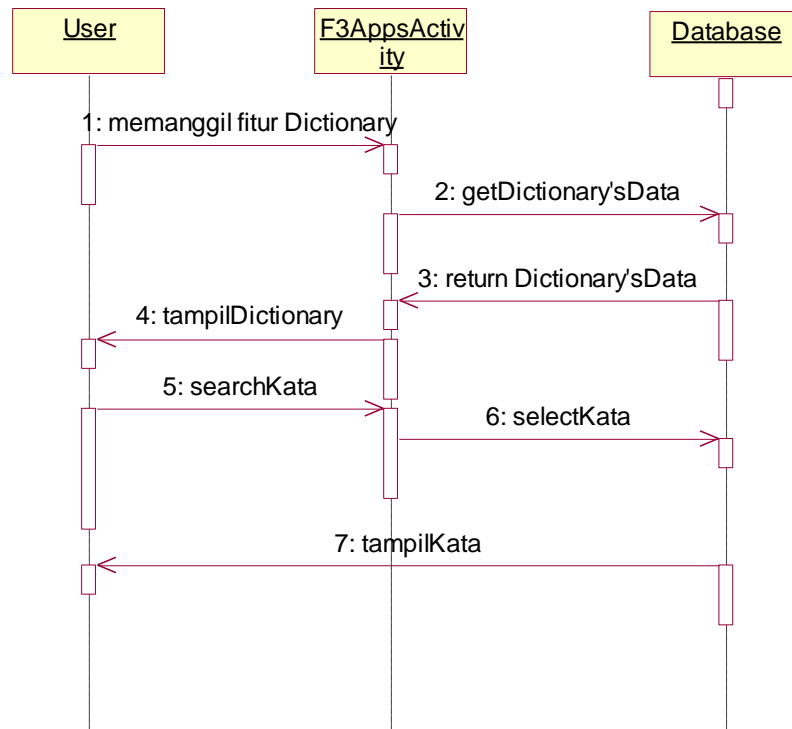 User
F3AppsActiv
ity
Database
1: memanggil fitur Dictionary
2: getDictionary'sData
3: return Dictionary'sData
4: tampilDictionary
5: searchKata
6: selectKata
7: tampilKata